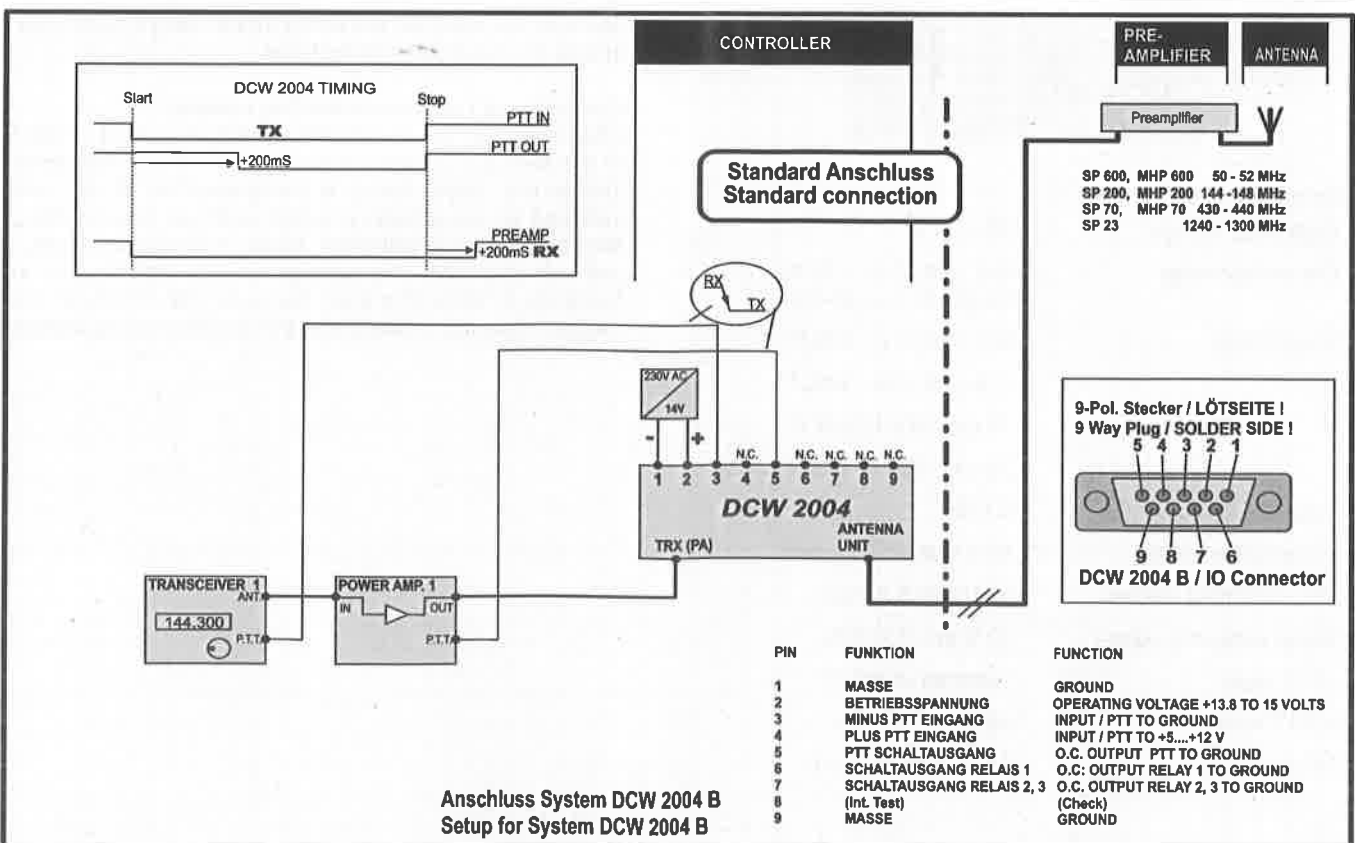 CONTROLLER
PRE-
AMPLIFIER
ANTENNA
DCW 2004 TIMING
Start
Stop
PTT IN
TX
PTT OUT
+200mS
PREAMP
+200mS RX
Preamplifier
Standard Anschluss
Standard connection
SP 600, MHP 600 50 - 52 MHz
SP 200, MHP 200 144 -148 MHz
SP 70, MHP 70 430 - 440 MHz
SP 23 1240 - 1300 MHz
RX
TX
230V AC
14V
- +
N.C. N.C. N.C. N.C. N.C.
1 2 3 4 5 6 7 8 9
DCW 2004
TRX (PA)
ANTENNA
UNIT
9-Pol. Stecker / LÖTSEITE !
9 Way Plug / SOLDER SIDE !
5 4 3 2 1
9 8 7 6
DCW 2004 B / IO Connector
TRANSCEIVER 1
ANT.
144.300
P.T.T.
POWER AMP. 1
IN OUT
P.T.T.
PIN FUNKTION FUNCTION
1 MASSE GROUND
2 BETRIEBSSPANNUNG OPERATING VOLTAGE +13.8 TO 15 VOLTS
3 MINUS PTT EINGANG INPUT / PTT TO GROUND
4 PLUS PTT EINGANG INPUT / PTT TO +5....+12 V
5 PTT SCHALTAUSGANG O.C. OUTPUT PTT TO GROUND
6 SCHALTAUSGANG RELAIS 1 O.C: OUTPUT RELAY 1 TO GROUND
7 SCHALTAUSGANG RELAIS 2, 3 O.C. OUTPUT RELAY 2, 3 TO GROUND
8 (Int. Test) (Check)
9 MASSE GROUND
Anschluss System DCW 2004 B
Setup for System DCW 2004 B